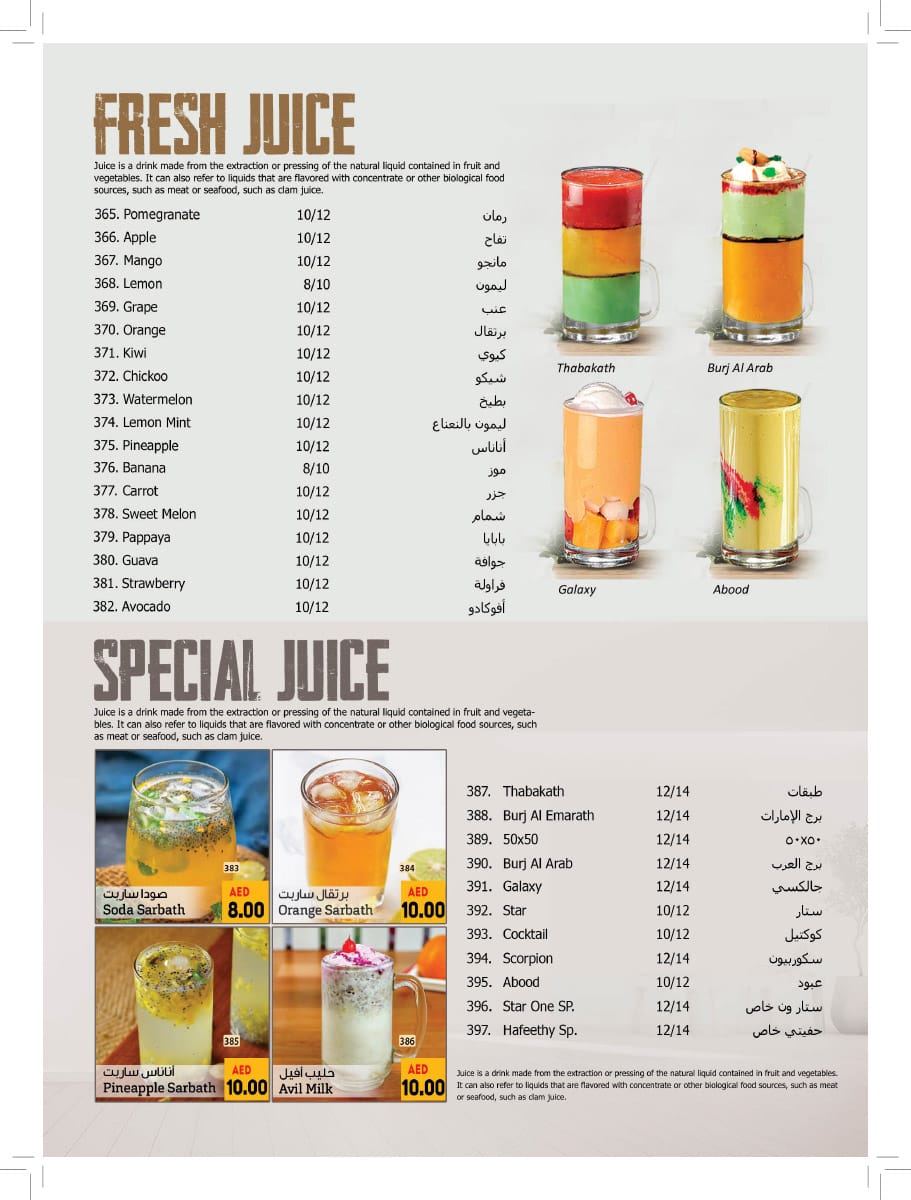 FRESH JUICE
Juice is a drink made from the extraction or pressing of the natural liquid contained in fruit and
vegetables. It can also refer to liquids that are flavored with concentrate or other biological food
sources, such as meat or seafood, such as clam juice.
365. Pomegranate 10/12 رمان
366. Apple 10/12 تفاح
367. Mango 10/12 مانجو
368. Lemon 8/10 ليمون
369. Grape 10/12 عنب
370. Orange 10/12 برتقال
371. Kiwi 10/12 كيوي
372. Chickoo 10/12 شيكو
373. Watermelon 10/12 بطيخ
374. Lemon Mint 10/12 ليمون بالنعناع
375. Pineapple 10/12 أناناس
376. Banana 8/10 موز
377. Carrot 10/12 جزر
378. Sweet Melon 10/12 شمام
379. Pappaya 10/12 بابايا
380. Guava 10/12 جوافة
381. Strawberry 10/12 فراولة
382. Avocado 10/12 أفوكادو
Thabakath
Burj Al Arab
Galaxy
Abood
SPECIAL JUICE
Juice is a drink made from the extraction or pressing of the natural liquid contained in fruit and vegeta-
bles. It can also refer to liquids that are flavored with concentrate or other biological food sources, such
as meat or seafood, such as clam juice.
383
صودا ساربت
Soda Sarbath
AED
8.00
384
برتقال ساربت
Orange Sarbath
AED
10.00
385
أناناس ساربت
Pineapple Sarbath
AED
10.00
386
حليب أفيل
Avil Milk
AED
10.00
387. Thabakath 12/14 طبقات
388. Burj Al Emarath 12/14 برج الإمارات
389. 50x50 12/14 ٥٠x٥٠
390. Burj Al Arab 12/14 برج العرب
391. Galaxy 12/14 جالكسي
392. Star 10/12 ستار
393. Cocktail 10/12 كوكتيل
394. Scorpion 12/14 سكوربيون
395. Abood 10/12 عبود
396. Star One SP. 12/14 ستار ون خاص
397. Hafeethy Sp. 12/14 حفيتي خاص
Juice is a drink made from the extraction or pressing of the natural liquid contained in fruit and vegetables.
It can also refer to liquids that are flavored with concentrate or other biological food sources, such as meat
or seafood, such as clam juice.